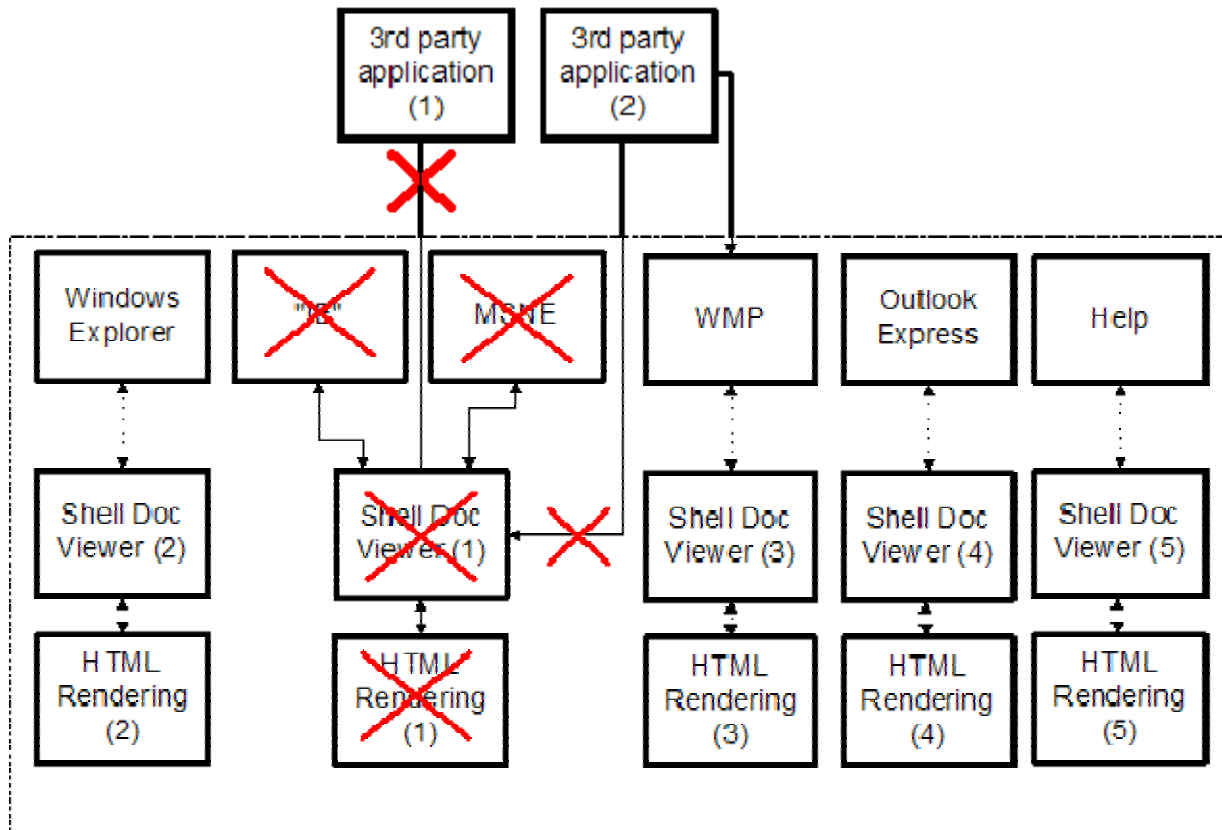 3rd party
application
(1)
3rd party
application
(2)
Windows
Explorer
"IE"
MSNE
WMP
Outlook
Express
Help
Shell Doc
Viewer (2)
Shell Doc
Viewer (1)
Shell Doc
Viewer (3)
Shell Doc
Viewer (4)
Shell Doc
Viewer (5)
HTML
Rendering
(2)
HTML
Rendering
(1)
HTML
Rendering
(3)
HTML
Rendering
(4)
HTML
Rendering
(5)